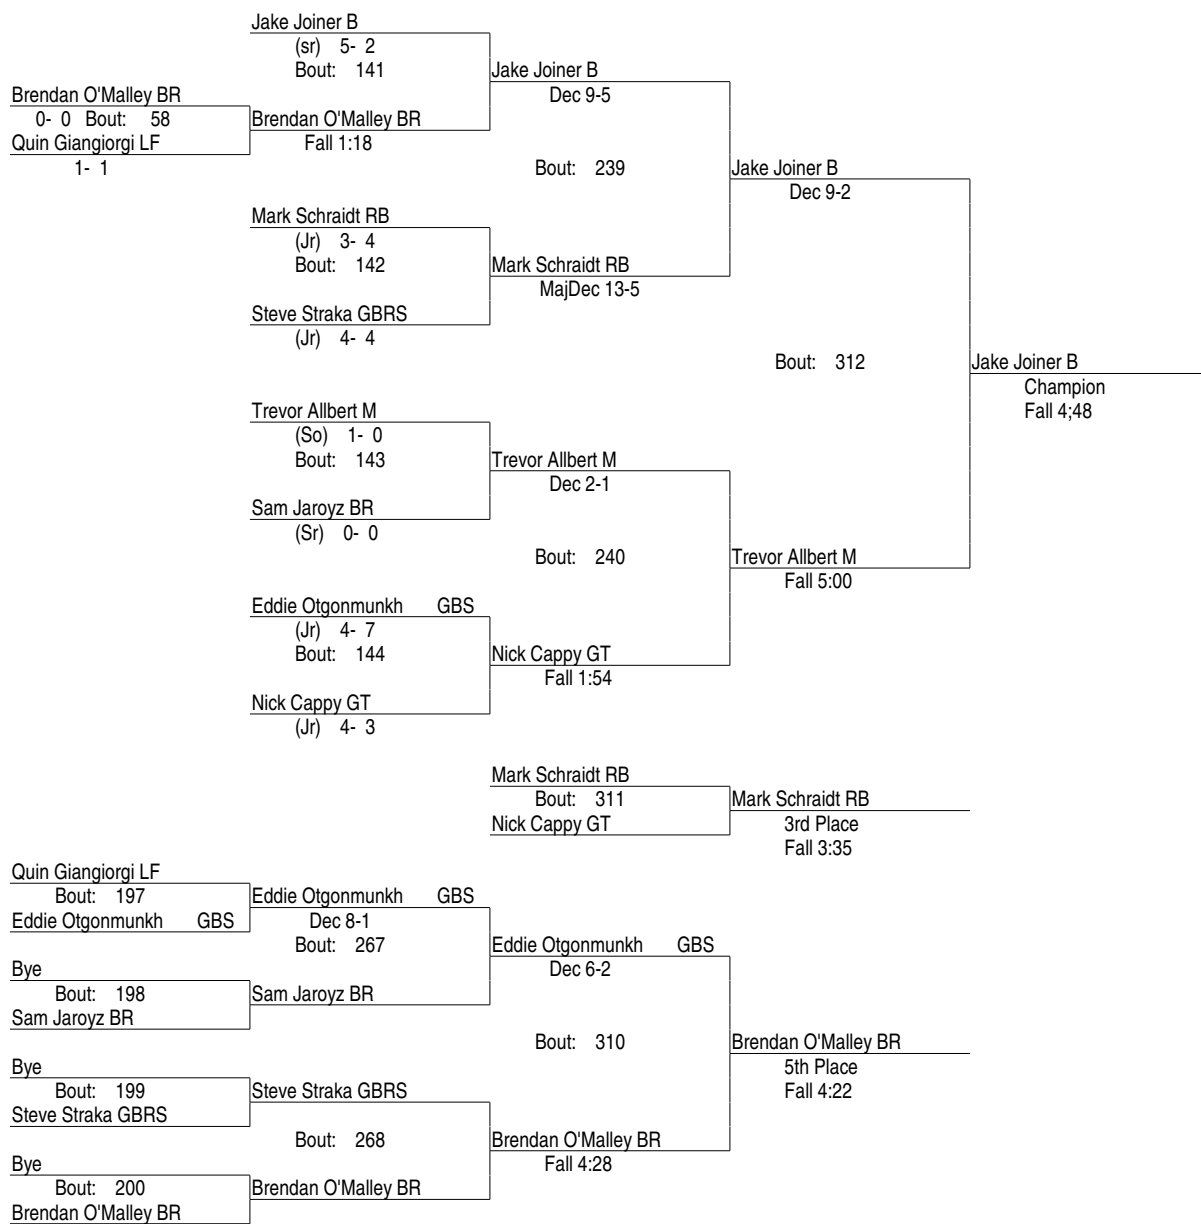 Jake Joiner B
(sr) 5- 2
Bout: 141
Jake Joiner B
Dec 9-5
Brendan O'Malley BR
0- 0 Bout: 58
Brendan O'Malley BR
Fall 1:18
Quin Giangiorgi LF
1- 1
Bout: 239
Jake Joiner B
Dec 9-2
Mark Schraidt RB
(Jr) 3- 4
Bout: 142
Mark Schraidt RB
MajDec 13-5
Steve Straka GBRS
(Jr) 4- 4
Bout: 312
Jake Joiner B
Champion
Fall 4;48
Trevor Allbert M
(So) 1- 0
Bout: 143
Trevor Allbert M
Dec 2-1
Sam Jaroyz BR
(Sr) 0- 0
Bout: 240
Trevor Allbert M
Fall 5:00
Eddie Otgonmunkh GBS
(Jr) 4- 7
Bout: 144
Nick Cappy GT
Fall 1:54
Nick Cappy GT
(Jr) 4- 3
Mark Schraidt RB
Bout: 311
Mark Schraidt RB
Nick Cappy GT
3rd Place
Fall 3:35
Quin Giangiorgi LF
Bout: 197
Eddie Otgonmunkh GBS
Eddie Otgonmunkh GBS
Dec 8-1
Bout: 267
Eddie Otgonmunkh GBS
Dec 6-2
Bye
Bout: 198
Sam Jaroyz BR
Sam Jaroyz BR
Bout: 310
Brendan O'Malley BR
5th Place
Fall 4:22
Bye
Bout: 199
Steve Straka GBRS
Steve Straka GBRS
Bout: 268
Brendan O'Malley BR
Fall 4:28
Bye
Bout: 200
Brendan O'Malley BR
Brendan O'Malley BR